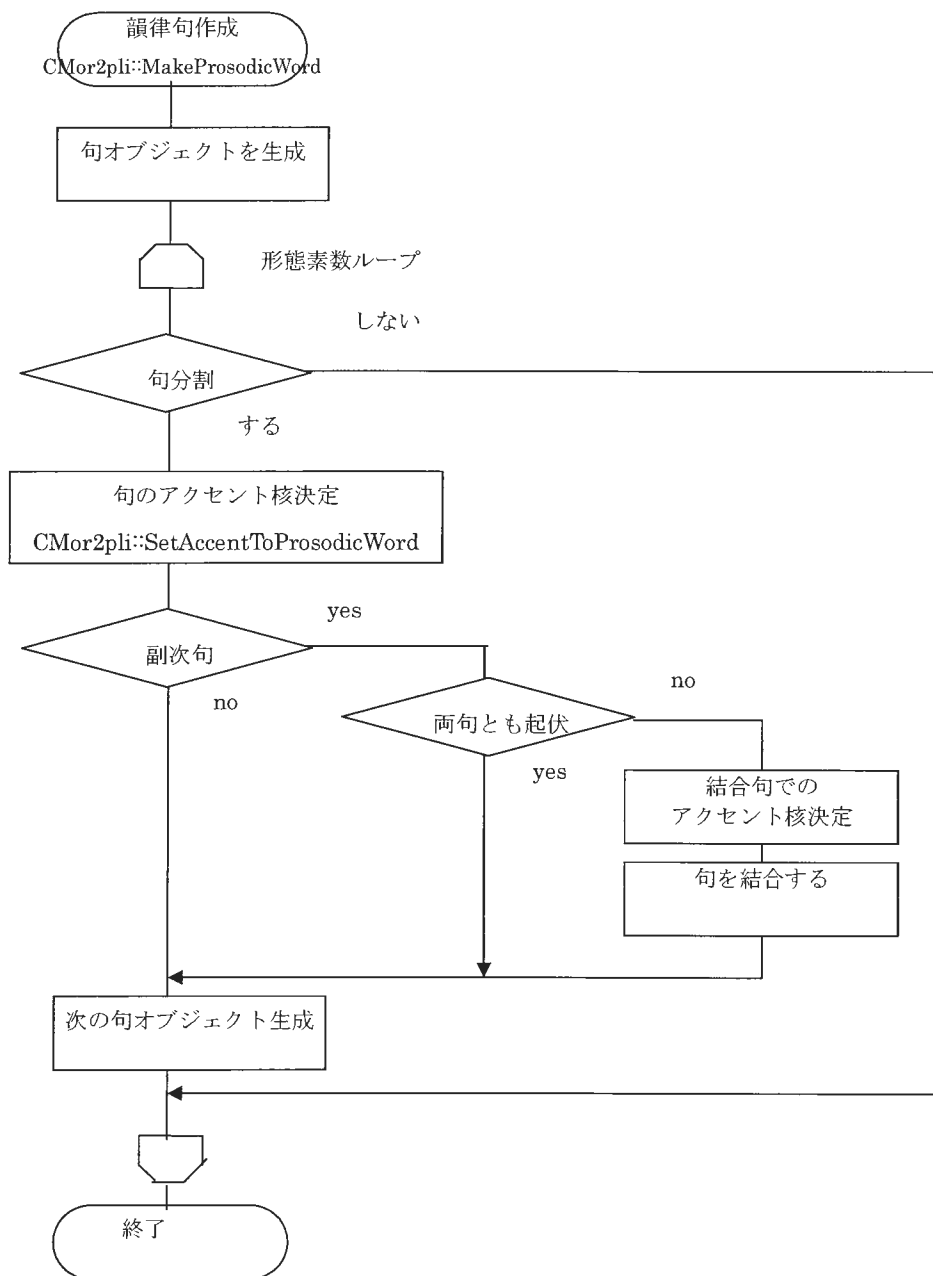 韻律句作成
CMor2pli::MakeProsodicWord
句オブジェクトを生成
形態素数ループ
しない
句分割
する
句のアクセント核決定
CMor2pli::SetAccentToProsodicWord
yes
副次句
no
no
両句とも起伏
yes
結合句での
アクセント核決定
句を結合する
次の句オブジェクト生成
終了